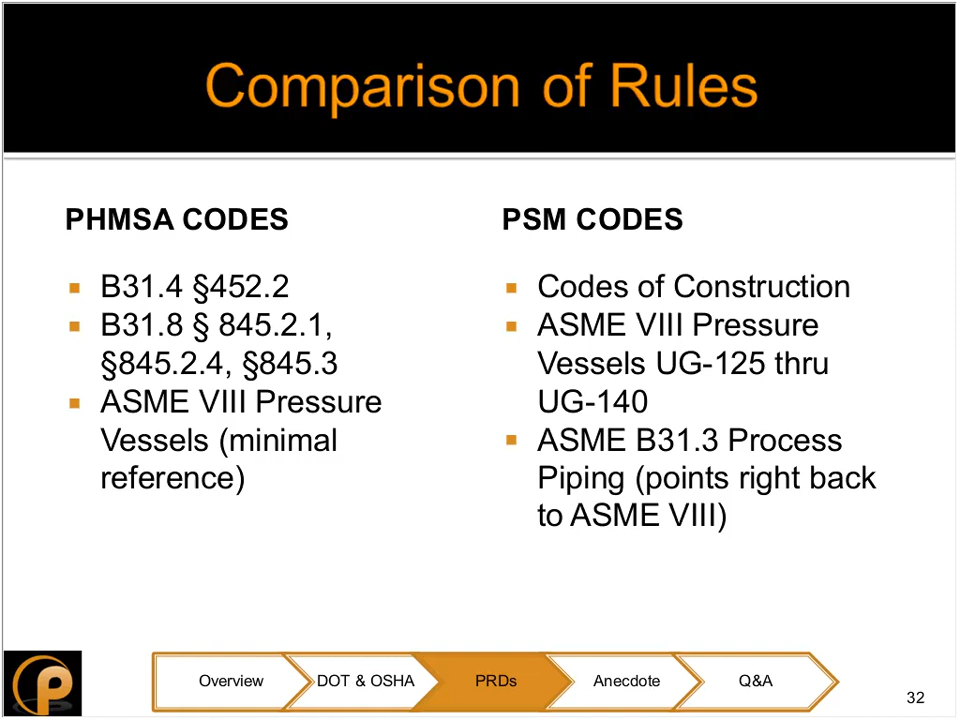 Comparison of Rules
PHMSA CODES
B31.4 §452.2
B31.8 § 845.2.1,
§845.2.4, §845.3
ASME VIII Pressure
Vessels (minimal
reference)
PSM CODES
Codes of Construction
ASME VIII Pressure
Vessels UG-125 thru
UG-140
ASME B31.3 Process
Piping (points right back
to ASME VIII)
Overview
DOT & OSHA
PRDs
Anecdote
Q&A
32